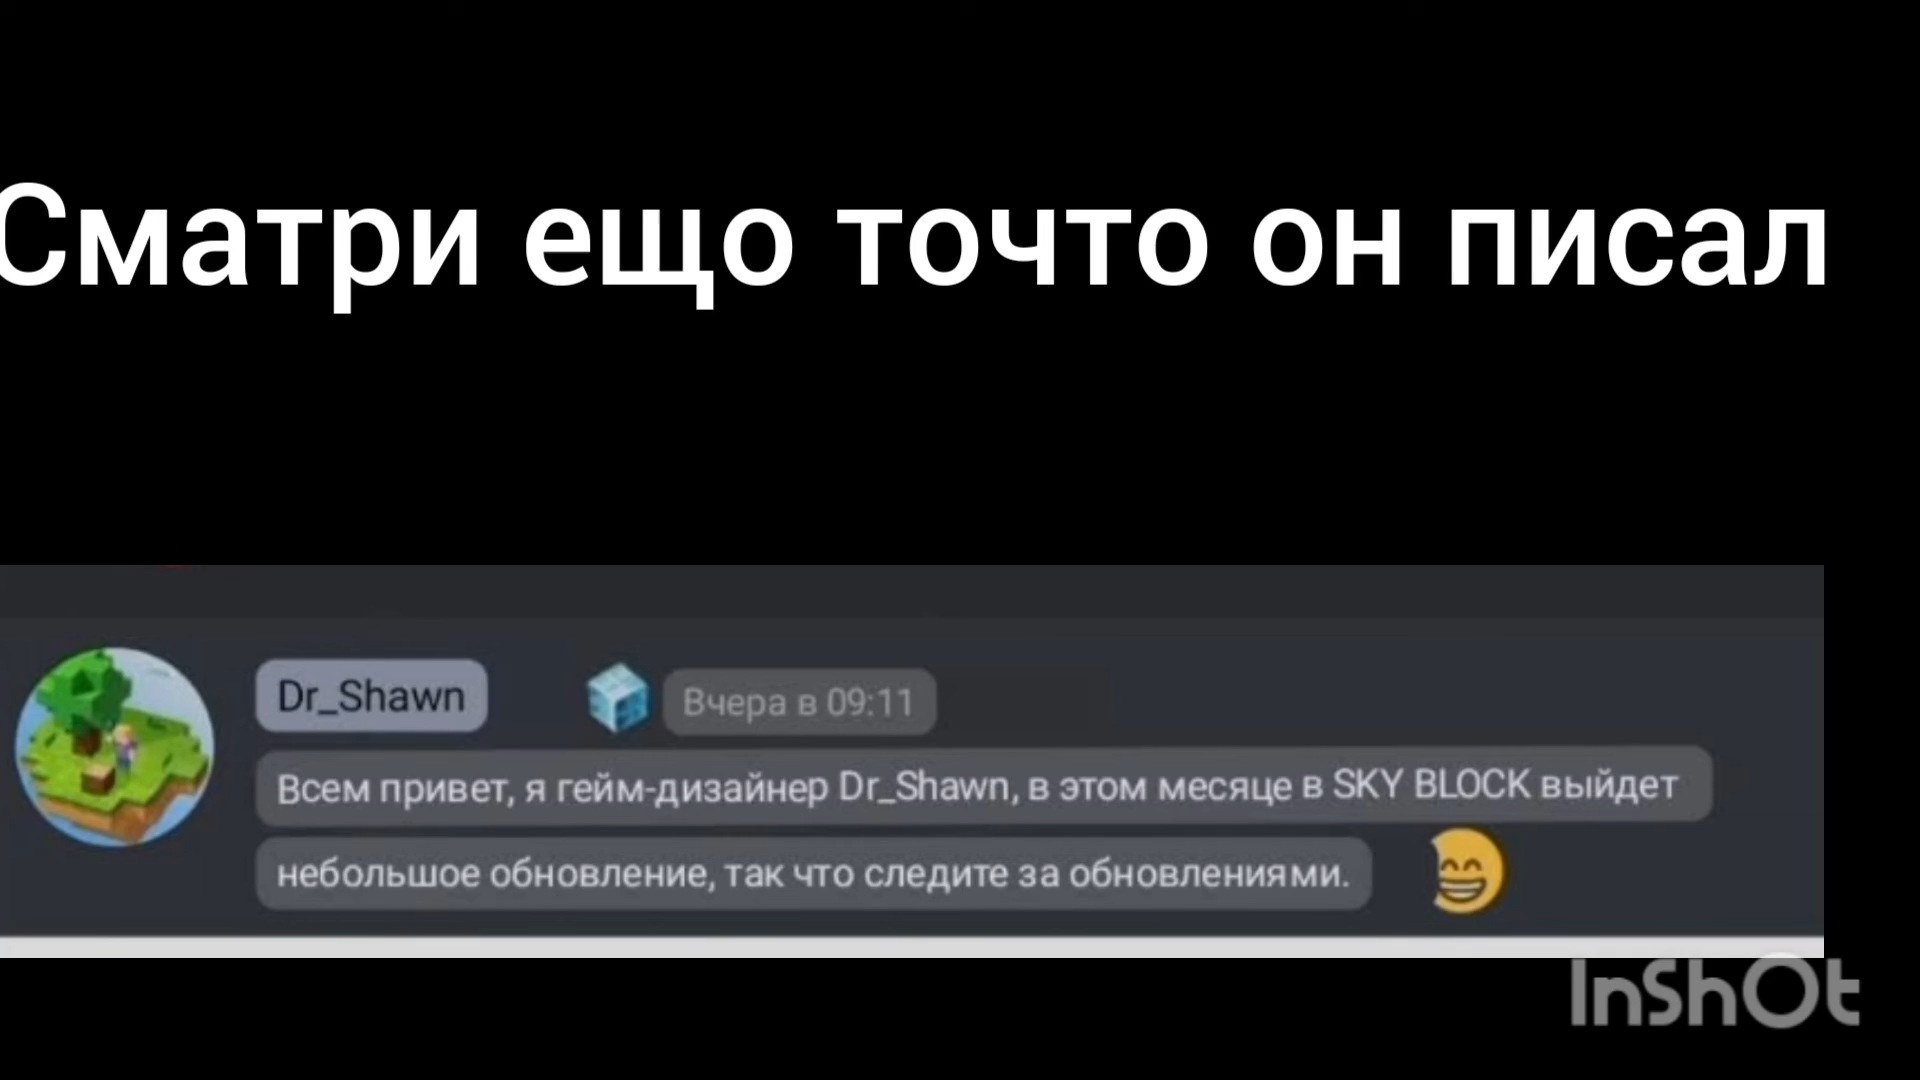 Сматри ещо точто он писал
Dr_Shawn Вчера в 09:11
Всем привет, я гейм-дизайнер Dr_Shawn, в этом месяце в SKY BLOCK выйдет
небольшое обновление, так что следите за обновлениями.
InShOt